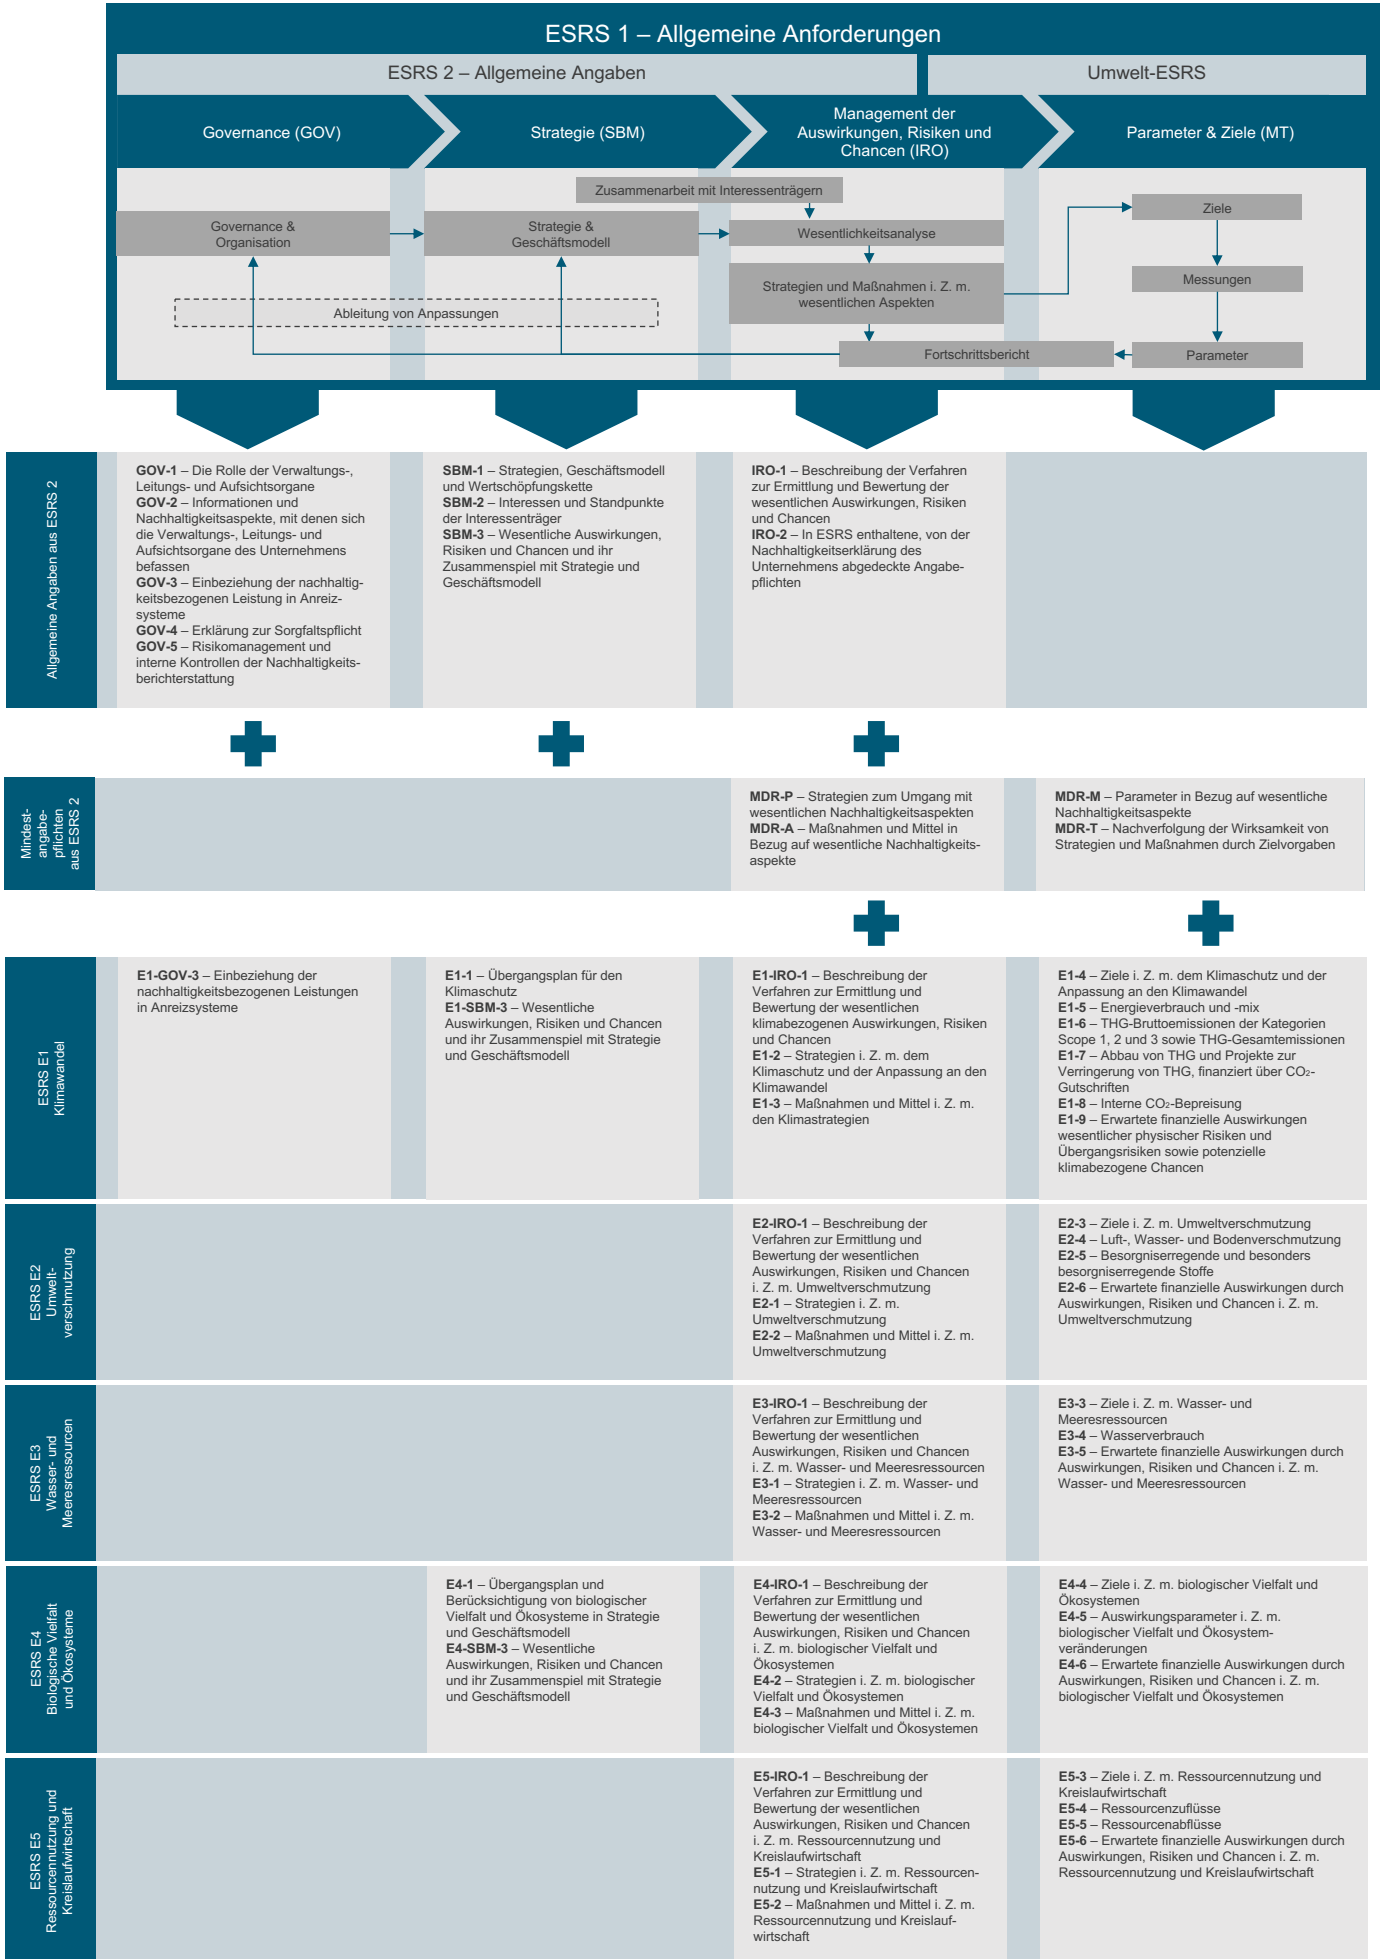 ESRS 1 – Allgemeine Anforderungen
ESRS 2 – Allgemeine Angaben
Umwelt-ESRS
Governance (GOV)
Strategie (SBM)
Management der
Auswirkungen, Risiken und
Chancen (IRO)
Parameter & Ziele (MT)
Zusammenarbeit mit Interessenträgern
Governance &
Organisation
Strategie &
Geschäftsmodell
Wesentlichkeitsanalyse
Ziele
Strategien und Maßnahmen i. Z. m.
wesentlichen Aspekten
Messungen
Ableitung von Anpassungen
Fortschrittsbericht
Parameter
Allgemeine Angaben aus ESRS 2
GOV-1 – Die Rolle der Verwaltungs-,
Leitungs- und Aufsichtsorgane
GOV-2 – Informationen und
Nachhaltigkeitsaspekte, mit denen sich
die Verwaltungs-, Leitungs- und
Aufsichtsorgane des Unternehmens
befassen
GOV-3 – Einbeziehung der nachhaltig-
keitsbezogenen Leistung in Anreiz-
systeme
GOV-4 – Erklärung zur Sorgfaltspflicht
GOV-5 – Risikomanagement und
interne Kontrollen der Nachhaltigkeits-
berichterstattung
SBM-1 – Strategien, Geschäftsmodell
und Wertschöpfungskette
SBM-2 – Interessen und Standpunkte
der Interessenträger
SBM-3 – Wesentliche Auswirkungen,
Risiken und Chancen und ihr
Zusammenspiel mit Strategie und
Geschäftsmodell
IRO-1 – Beschreibung der Verfahren
zur Ermittlung und Bewertung der
wesentlichen Auswirkungen, Risiken
und Chancen
IRO-2 – In ESRS enthaltene, von der
Nachhaltigkeitserklärung des
Unternehmens abgedeckte Angabe-
pflichten
Mindest-
angabe-
pflichten
aus ESRS 2
MDR-P – Strategien zum Umgang mit
wesentlichen Nachhaltigkeitsaspekten
MDR-A – Maßnahmen und Mittel in
Bezug auf wesentliche Nachhaltigkeits-
aspekte
MDR-M – Parameter in Bezug auf wesentliche
Nachhaltigkeitsaspekte
MDR-T – Nachverfolgung der Wirksamkeit von
Strategien und Maßnahmen durch Zielvorgaben
ESRS E1
Klimawandel
E1-GOV-3 – Einbeziehung der
nachhaltigkeitsbezogenen Leistungen
in Anreizsysteme
E1-1 – Übergangsplan für den
Klimaschutz
E1-SBM-3 – Wesentliche
Auswirkungen, Risiken und Chancen
und ihr Zusammenspiel mit Strategie
und Geschäftsmodell
E1-IRO-1 – Beschreibung der
Verfahren zur Ermittlung und
Bewertung der wesentlichen
klimabezogenen Auswirkungen, Risiken
und Chancen
E1-2 – Strategien i. Z. m. dem
Klimaschutz und der Anpassung an den
Klimawandel
E1-3 – Maßnahmen und Mittel i. Z. m.
den Klimastrategien
E1-4 – Ziele i. Z. m. dem Klimaschutz und der
Anpassung an den Klimawandel
E1-5 – Energieverbrauch und -mix
E1-6 – THG-Bruttoemissionen der Kategorien
Scope 1, 2 und 3 sowie THG-Gesamtemissionen
E1-7 – Abbau von THG und Projekte zur
Verringerung von THG, finanziert über CO₂-
Gutschriften
E1-8 – Interne CO₂-Bepreisung
E1-9 – Erwartete finanzielle Auswirkungen
wesentlicher physischer Risiken und
Übergangsrisiken sowie potenzielle
klimabezogene Chancen
ESRS E2
Umwelt-
verschmutzung
E2-IRO-1 – Beschreibung der
Verfahren zur Ermittlung und
Bewertung der wesentlichen
Auswirkungen, Risiken und Chancen
i. Z. m. Umweltverschmutzung
E2-1 – Strategien i. Z. m.
Umweltverschmutzung
E2-2 – Maßnahmen und Mittel i. Z. m.
Umweltverschmutzung
E2-3 – Ziele i. Z. m. Umweltverschmutzung
E2-4 – Luft-, Wasser- und Bodenverschmutzung
E2-5 – Besorgniserregende und besonders
besorgniserregende Stoffe
E2-6 – Erwartete finanzielle Auswirkungen durch
Auswirkungen, Risiken und Chancen i. Z. m.
Umweltverschmutzung
ESRS E3
Wasser- und
Meeresressourcen
E3-IRO-1 – Beschreibung der
Verfahren zur Ermittlung und
Bewertung der wesentlichen
Auswirkungen, Risiken und Chancen
i. Z. m. Wasser- und Meeresressourcen
E3-1 – Strategien i. Z. m. Wasser- und
Meeresressourcen
E3-2 – Maßnahmen und Mittel i. Z. m.
Wasser- und Meeresressourcen
E3-3 – Ziele i. Z. m. Wasser- und
Meeresressourcen
E3-4 – Wasserverbrauch
E3-5 – Erwartete finanzielle Auswirkungen durch
Auswirkungen, Risiken und Chancen i. Z. m.
Wasser- und Meeresressourcen
ESRS E4
Biologische Vielfalt
und Ökosysteme
E4-1 – Übergangsplan und
Berücksichtigung von biologischer
Vielfalt und Ökosysteme in Strategie
und Geschäftsmodell
E4-SBM-3 – Wesentliche
Auswirkungen, Risiken und Chancen
und ihr Zusammenspiel mit Strategie
und Geschäftsmodell
E4-IRO-1 – Beschreibung der
Verfahren zur Ermittlung und
Bewertung der wesentlichen
Auswirkungen, Risiken und Chancen
i. Z. m. biologischer Vielfalt und
Ökosystemen
E4-2 – Strategien i. Z. m. biologischer
Vielfalt und Ökosystemen
E4-3 – Maßnahmen und Mittel i. Z. m.
biologischer Vielfalt und Ökosystemen
E4-4 – Ziele i. Z. m. biologischer Vielfalt und
Ökosystemen
E4-5 – Auswirkungsparameter i. Z. m.
biologischer Vielfalt und Ökosystem-
veränderungen
E4-6 – Erwartete finanzielle Auswirkungen durch
Auswirkungen, Risiken und Chancen i. Z. m.
biologischer Vielfalt und Ökosystemen
ESRS E5
Ressourcennutzung und
Kreislaufwirtschaft
E5-IRO-1 – Beschreibung der
Verfahren zur Ermittlung und
Bewertung der wesentlichen
Auswirkungen, Risiken und Chancen
i. Z. m. Ressourcennutzung und
Kreislaufwirtschaft
E5-1 – Strategien i. Z. m. Ressourcen-
nutzung und Kreislaufwirtschaft
E5-2 – Maßnahmen und Mittel i. Z. m.
Ressourcennutzung und Kreislauf-
wirtschaft
E5-3 – Ziele i. Z. m. Ressourcennutzung und
Kreislaufwirtschaft
E5-4 – Ressourcenzuflüsse
E5-5 – Ressourcenabflüsse
E5-6 – Erwartete finanzielle Auswirkungen durch
Auswirkungen, Risiken und Chancen i. Z. m.
Ressourcennutzung und Kreislaufwirtschaft